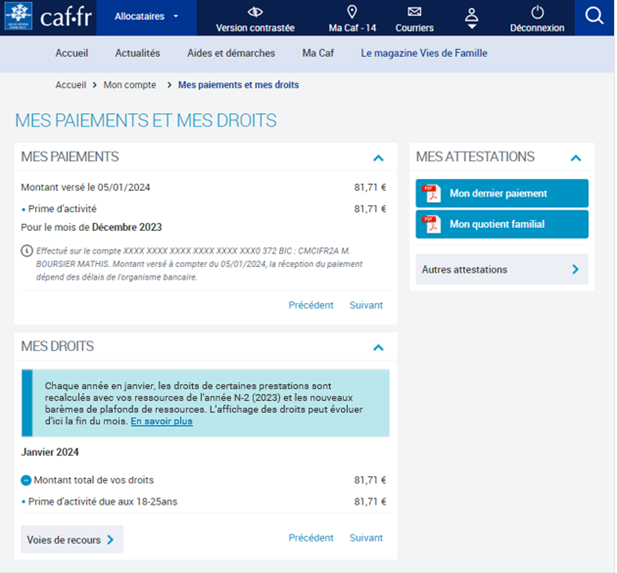 caf.fr
Allocataires
Version contrastée
Ma Caf - 14
Courriers
Déconnexion
Accueil Actualités Aides et démarches Ma Caf Le magazine Vies de Famille
Accueil > Mon compte > Mes paiements et mes droits
MES PAIEMENTS ET MES DROITS
MES PAIEMENTS
Montant versé le 05/01/2024 81,71 €
• Prime d'activité 81,71 €
Pour le mois de Décembre 2023
Effectué sur le compte XXXX XXXX XXXX XXXX XXXX XXX0 372 BIC : CMCIFR2A M.
BOURSIER MATHIS. Montant versé à compter du 05/01/2024, la réception du paiement
dépend des délais de l'organisme bancaire.
Précédent Suivant
MES DROITS
Chaque année en janvier, les droits de certaines prestations sont
recalculés avec vos ressources de l'année N-2 (2023) et les nouveaux
barèmes de plafonds de ressources. L'affichage des droits peut évoluer
d'ici la fin du mois. En savoir plus
Janvier 2024
Montant total de vos droits 81,71 €
• Prime d'activité due aux 18-25ans 81,71 €
Voies de recours >
Précédent Suivant
MES ATTESTATIONS
PDF Mon dernier paiement
PDF Mon quotient familial
Autres attestations >